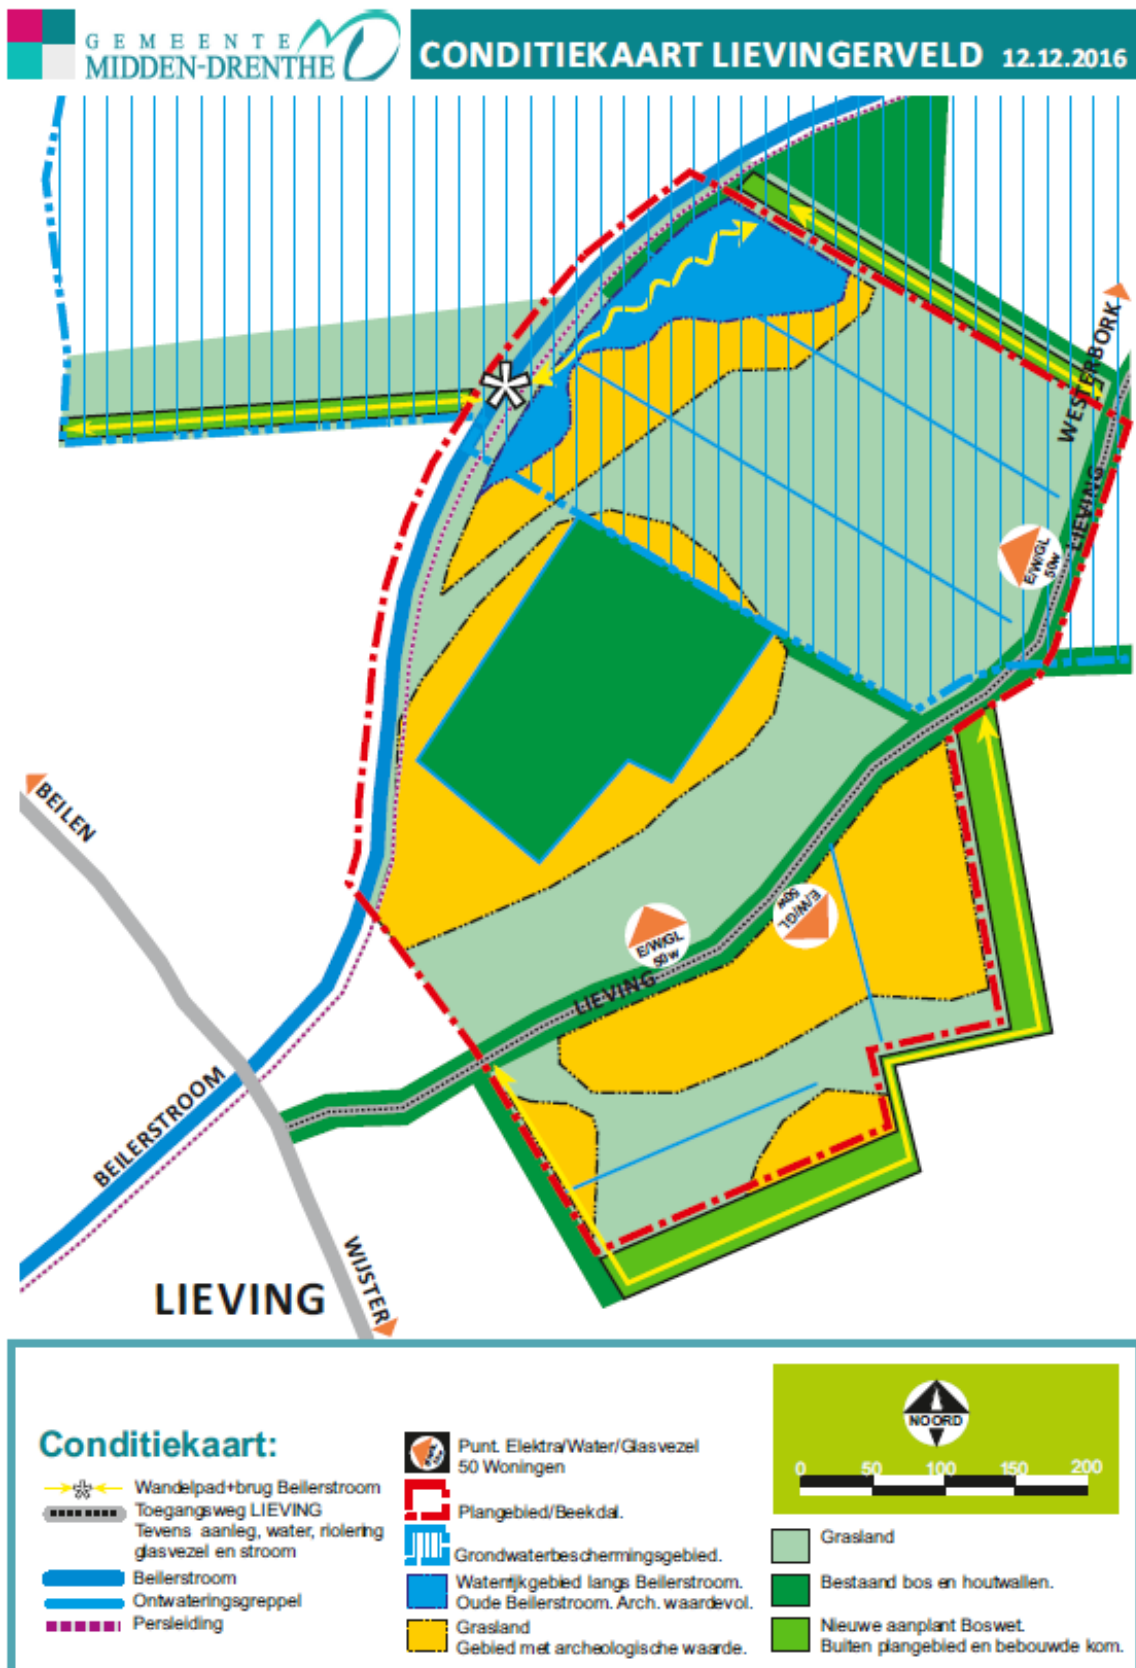 GEMEENTE
MIDDEN-DRENTHE
CONDITIEKAART LIEVINGERVELD 12.12.2016
WESTERBORK
LIEVING
E/W/GL
50w
BEILEN
E/W/GL
50w
E/W/GL
50w
LIEVING
BEILERSTROOM
WIJSTER
LIEVING
Conditiekaart:
Wandelpad+brug Beilerstroom
Toegangsweg LIEVING
Tevens aanleg, water, riolering
glasvezel en stroom
Beilerstroom
Ontwateringsgreppel
Persleiding
Punt. Elektra/Water/Glasvezel
50 Woningen
Plangebied/Beekdal.
Grondwaterbeschermingsgebied.
Waterrijkgebied langs Beilerstroom.
Oude Beilerstroom. Arch. waardevol.
Grasland
Gebied met archeologische waarde.
NOORD
0 50 100 150 200
Grasland
Bestaand bos en houtwallen.
Nieuwe aanplant Boswet.
Buiten plangebied en bebouwde kom.